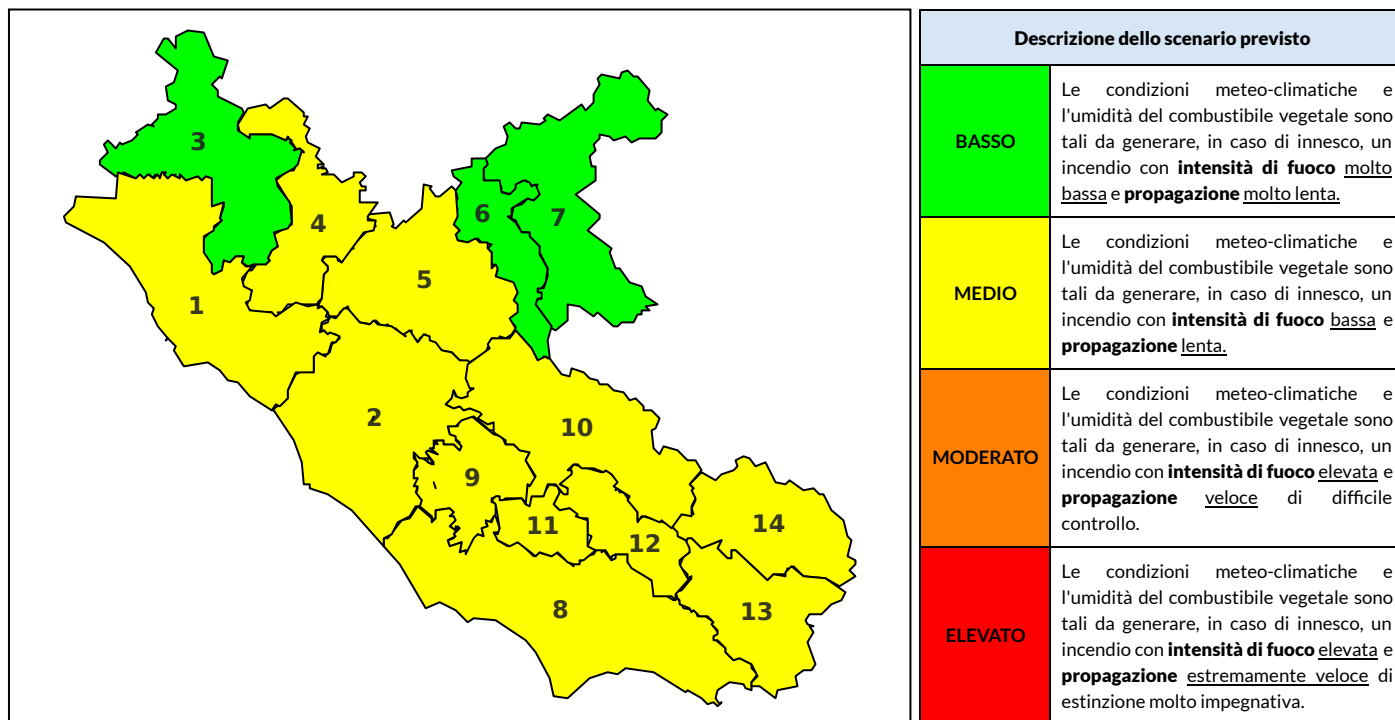 3
4
6
7
5
1
2
10
9
11
12
14
8
13
Descrizione dello scenario previsto
BASSO
Le condizioni meteo-climatiche e
l'umidità del combustibile vegetale sono
tali da generare, in caso di innesco, un
incendio con intensità di fuoco molto
bassa e propagazione molto lenta.
MEDIO
Le condizioni meteo-climatiche e
l'umidità del combustibile vegetale sono
tali da generare, in caso di innesco, un
incendio con intensità di fuoco bassa e
propagazione lenta.
MODERATO
Le condizioni meteo-climatiche e
l'umidità del combustibile vegetale sono
tali da generare, in caso di innesco, un
incendio con intensità di fuoco elevata e
propagazione veloce di difficile
controllo.
ELEVATO
Le condizioni meteo-climatiche e
l'umidità del combustibile vegetale sono
tali da generare, in caso di innesco, un
incendio con intensità di fuoco elevata e
propagazione estremamente veloce di
estinzione molto impegnativa.